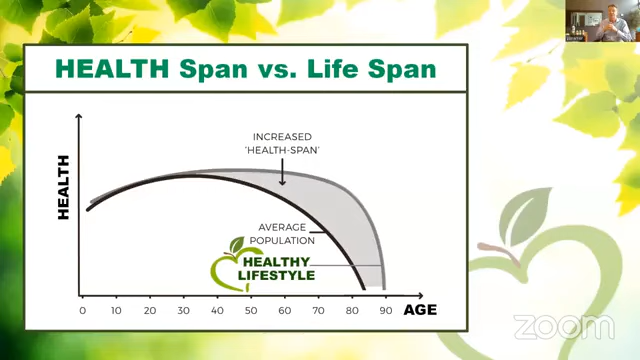 HEALTH Span vs. Life Span
INCREASED
'HEALTH-SPAN'
HEALTH
AVERAGE
POPULATION
HEALTHY
LIFESTYLE
0 10 20 30 40 50 60 70 80 90 AGE
zoom